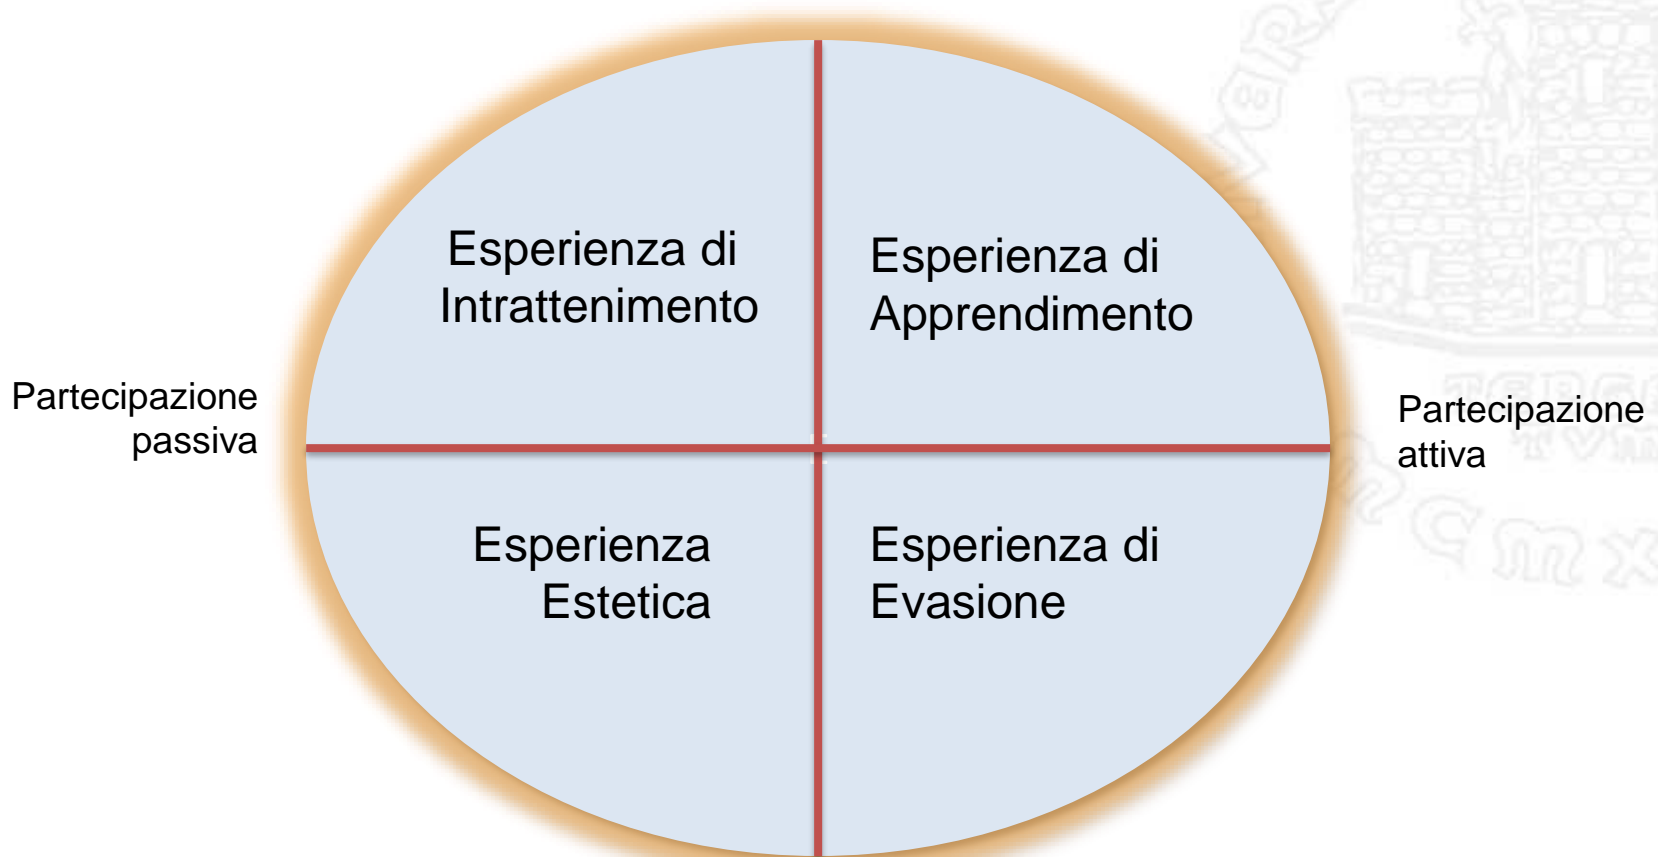 Esperienza di
Intrattenimento
Esperienza di
Apprendimento
Partecipazione
passiva
Partecipazione
attiva
Esperienza
Estetica
Esperienza di
Evasione